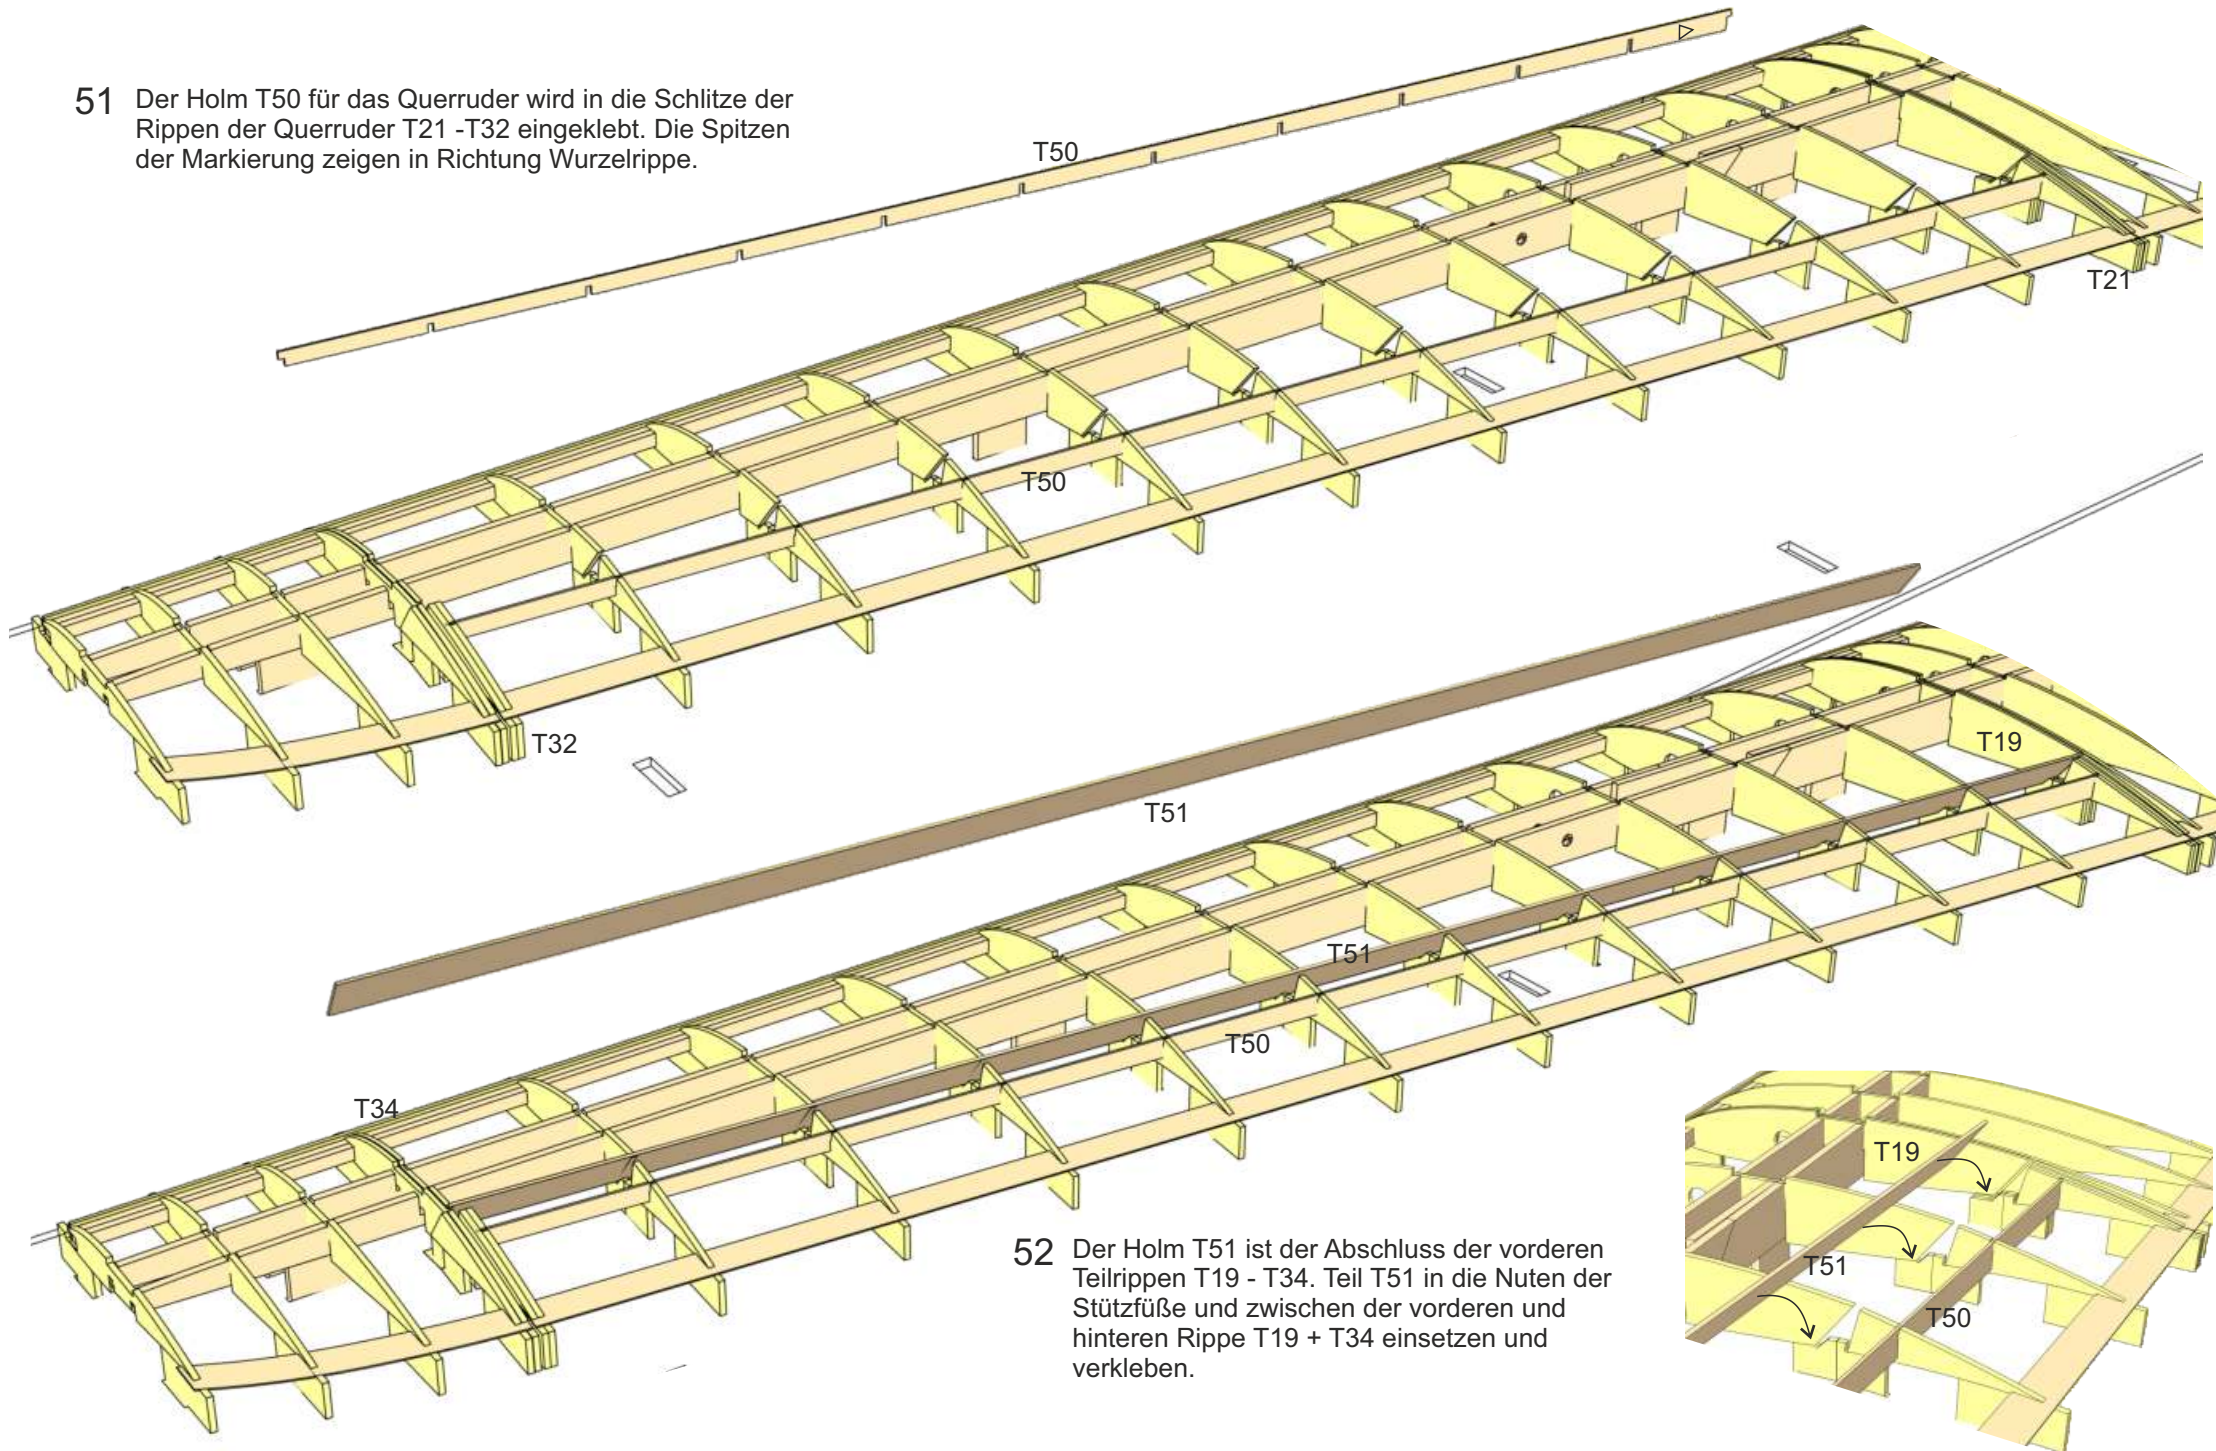 51 Der Holm T50 für das Querruder wird in die Schlitze der
Rippen der Querruder T21 -T32 eingeklebt. Die Spitzen
der Markierung zeigen in Richtung Wurzelrippe.
T50
T21
T50
T32
T19
T51
T51
T50
T34
T19
T51
T50
52 Der Holm T51 ist der Abschluss der vorderen
Teilrippen T19 - T34. Teil T51 in die Nuten der
Stützfüße und zwischen der vorderen und
hinteren Rippe T19 + T34 einsetzen und
verkleben.